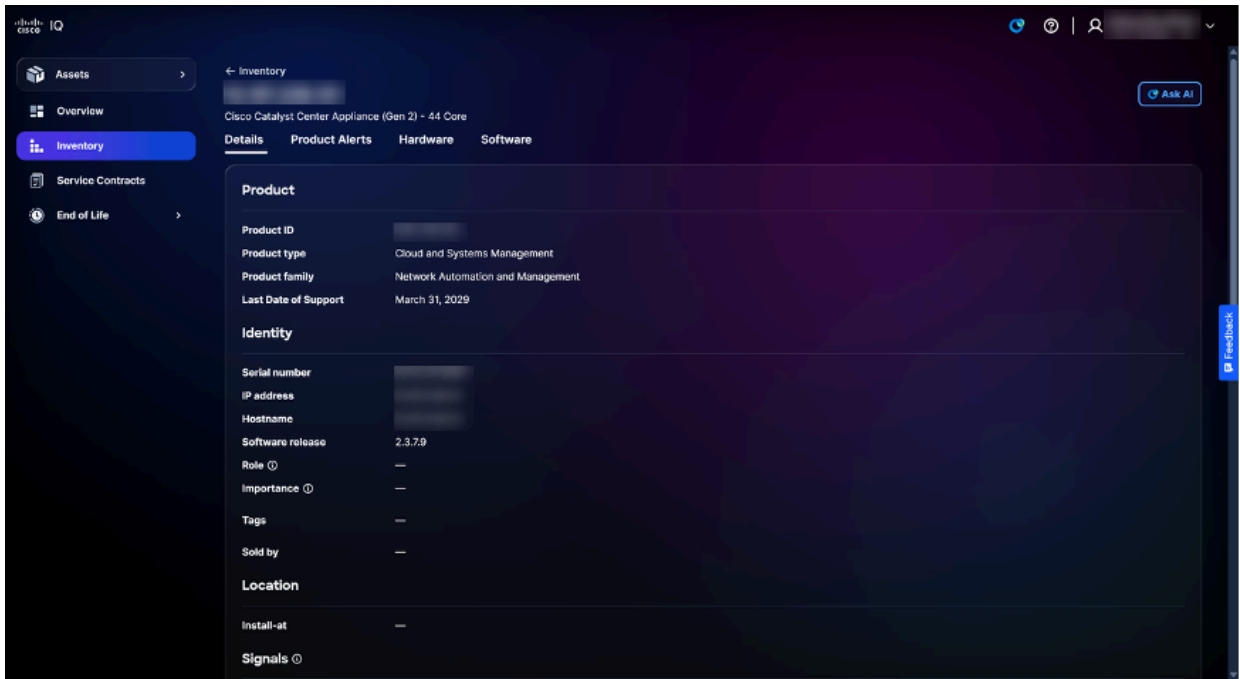 cisco IQ
Assets
Overview
Inventory
Service Contracts
End of Life
← Inventory
Cisco Catalyst Center Appliance (Gen 2) - 44 Core
Ask AI
Details Product Alerts Hardware Software
Product
Product ID
Product type Cloud and Systems Management
Product family Network Automation and Management
Last Date of Support March 31, 2029
Identity
Serial number
IP address
Hostname
Software release 2.3.7.9
Role —
Importance —
Tags —
Sold by —
Location
Install-at —
Signals
Feedback